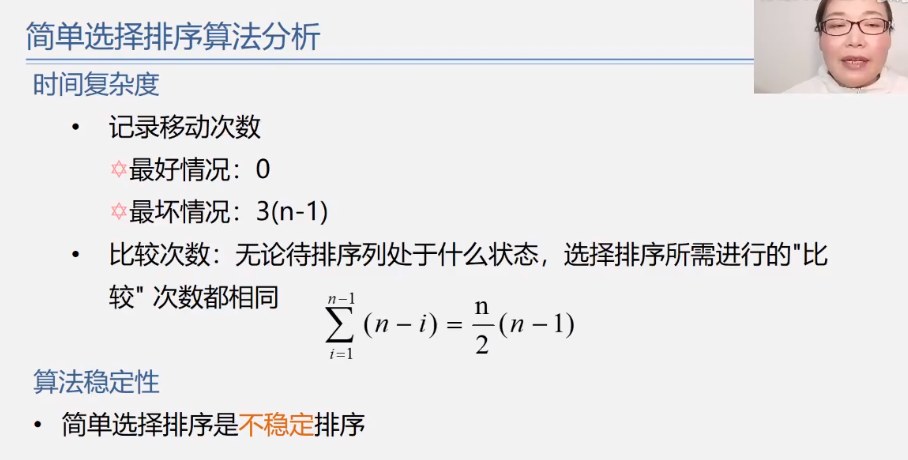 简单选择排序算法分析
时间复杂度
• 记录移动次数
✡最好情况：0
✡最坏情况：3(n-1)
• 比较次数：无论待排序列处于什么状态，选择排序所需进行的"比
较" 次数都相同
\sum_{i=1}^{n-1} (n - i) = \frac{n}{2}(n - 1)
算法稳定性
• 简单选择排序是不稳定排序